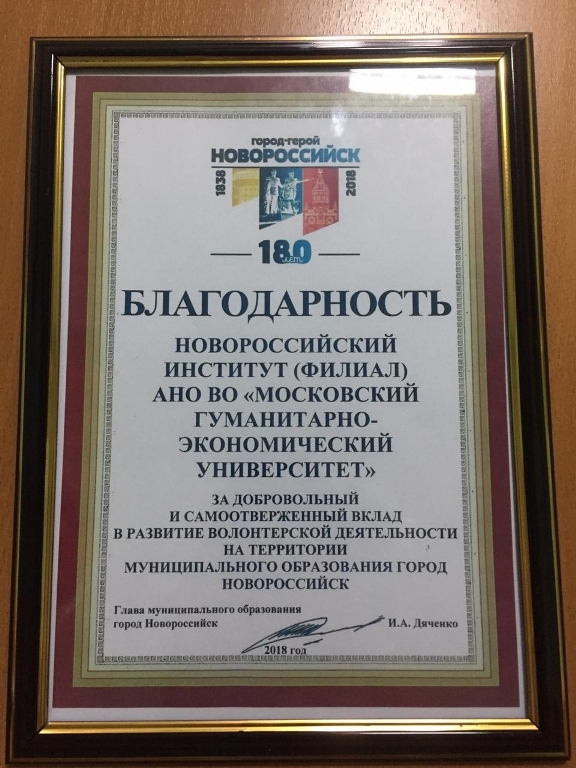 город-герой
НОВОРОССИЙСК
1838
2018
180
лет
БЛАГОДАРНОСТЬ
НОВОРОССИЙСКИЙ
ИНСТИТУТ (ФИЛИАЛ)
АНО ВО «МОСКОВСКИЙ
ГУМАНИТАРНО-
ЭКОНОМИЧЕСКИЙ
УНИВЕРСИТЕТ»
ЗА ДОБРОВОЛЬНЫЙ
И САМООТВЕРЖЕННЫЙ ВКЛАД
В РАЗВИТИЕ ВОЛОНТЕРСКОЙ ДЕЯТЕЛЬНОСТИ
НА ТЕРРИТОРИИ
МУНИЦИПАЛЬНОГО ОБРАЗОВАНИЯ ГОРОД
НОВОРОССИЙСК
Глава муниципального образования
город Новороссийск И.А. Дяченко
2018 год